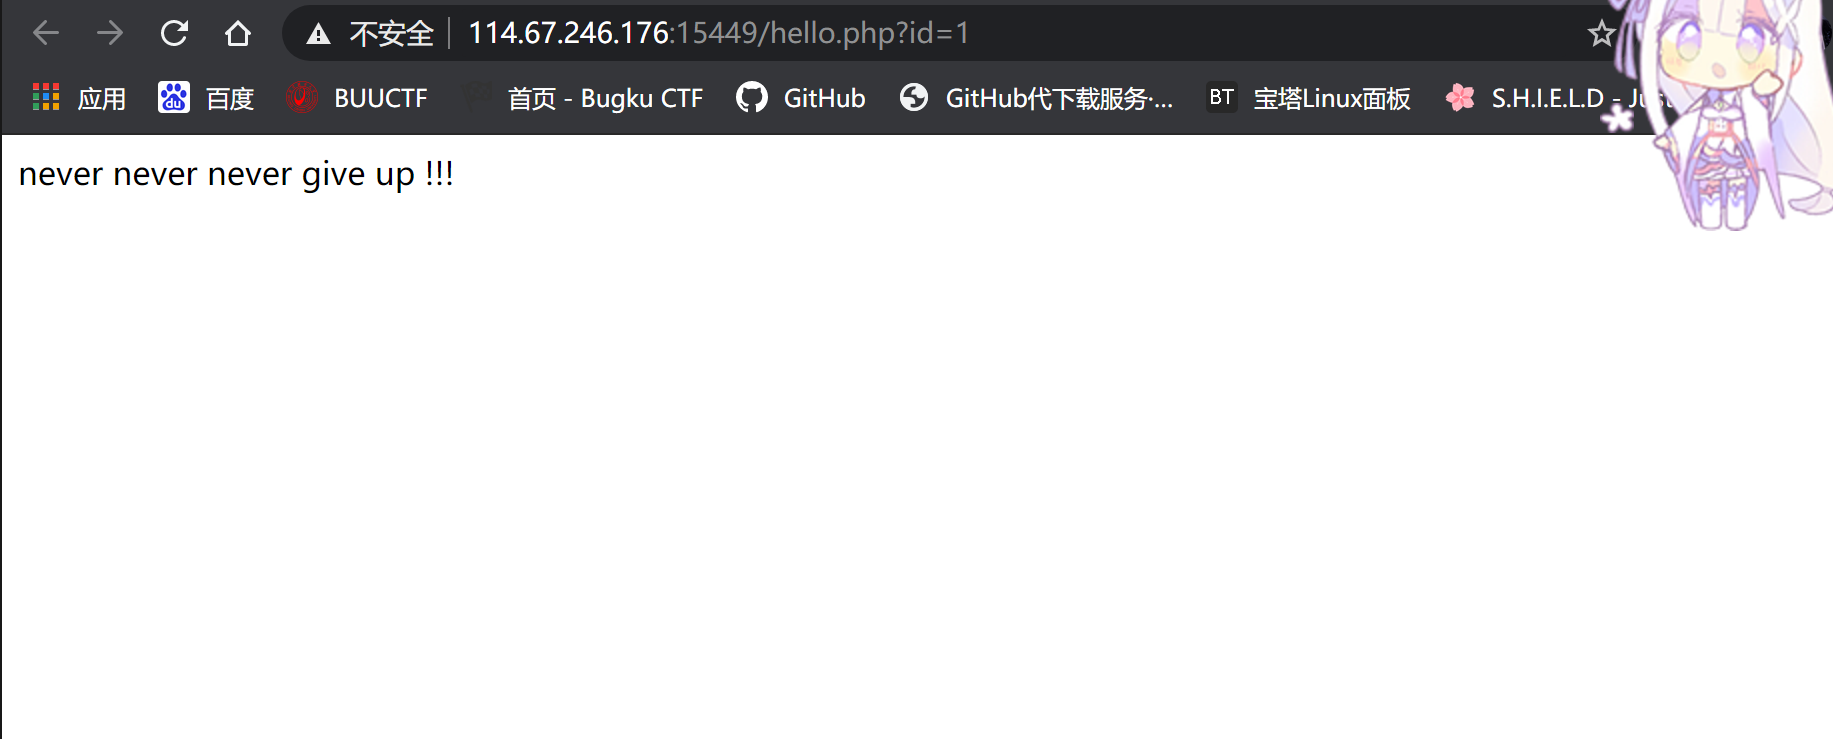 不安全 114.67.246.176:15449/hello.php?id=1
应用 du 百度 BUUCTF 首页 - Bugku CTF GitHub GitHub代下载服务·... BT 宝塔Linux面板 S.H.I.E.L.D - Just
never never never give up !!!